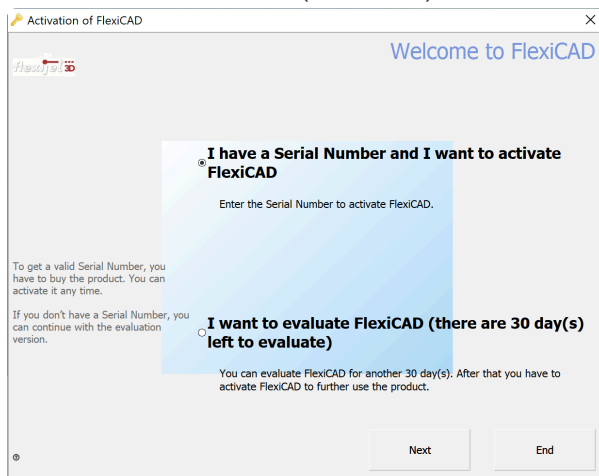 Activation of FlexiCAD
Welcome to FlexiCAD
flexijet 3D
I have a Serial Number and I want to activate
FlexiCAD
Enter the Serial Number to activate FlexiCAD.
To get a valid Serial Number, you
have to buy the product. You can
activate it any time.
If you don't have a Serial Number, you
can continue with the evaluation
version.
I want to evaluate FlexiCAD (there are 30 day(s)
left to evaluate)
You can evaluate FlexiCAD for another 30 day(s). After that you have to
activate FlexiCAD to further use the product.
Next
End